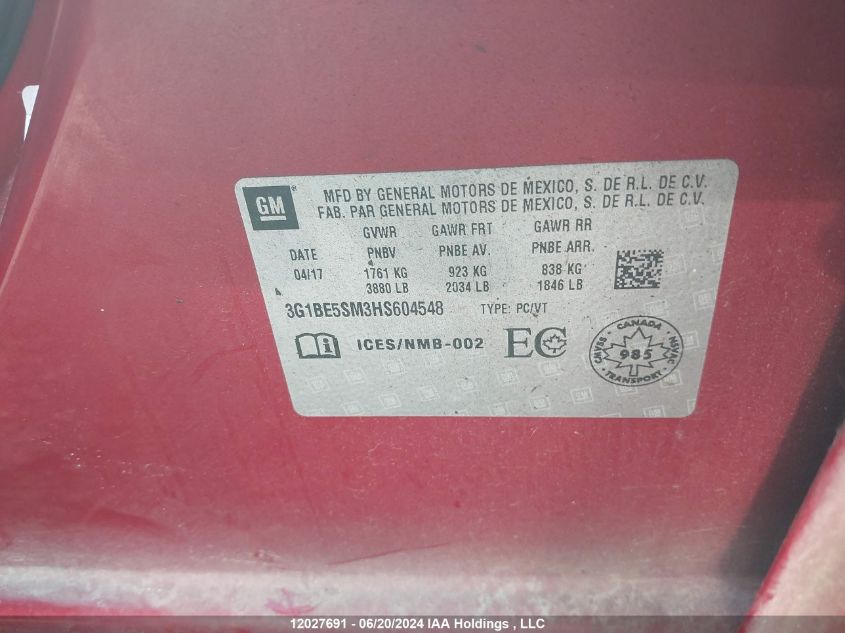 GM®
MFD BY GENERAL MOTORS DE MEXICO, S. DE R.L. DE C.V.
FAB. PAR GENERAL MOTORS DE MEXICO, S. DE R.L. DE C.V.
GVWR GAWR FRT GAWR RR
DATE PNBV PNBE AV. PNBE ARR.
04/17 1761 KG 923 KG 838 KG
3880 LB 2034 LB 1846 LB
3G1BE5SM3HS604548 TYPE: PC/VT
ICES/NMB-002 EC
CANADA
CMVSS 985 NSVAC
TRANSPORT
12027691 - 06/20/2024 IAA Holdings , LLC